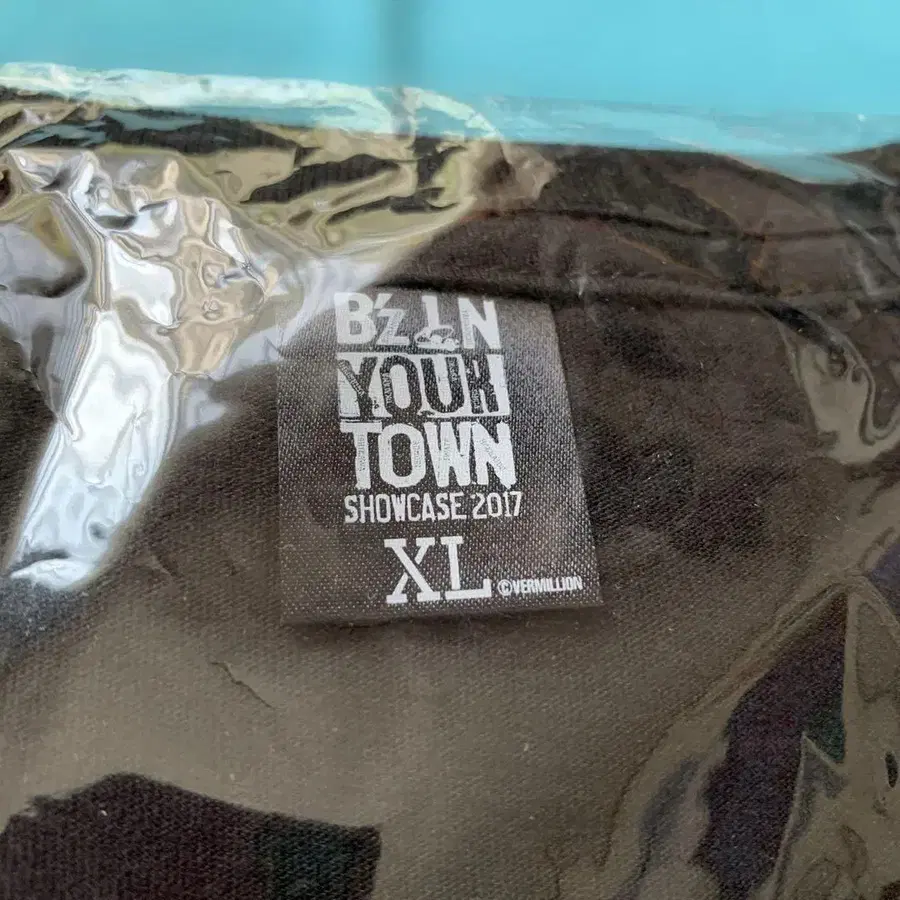 B'z IN
YOUR
TOWN
SHOWCASE 2017
XL ©VERMILLION